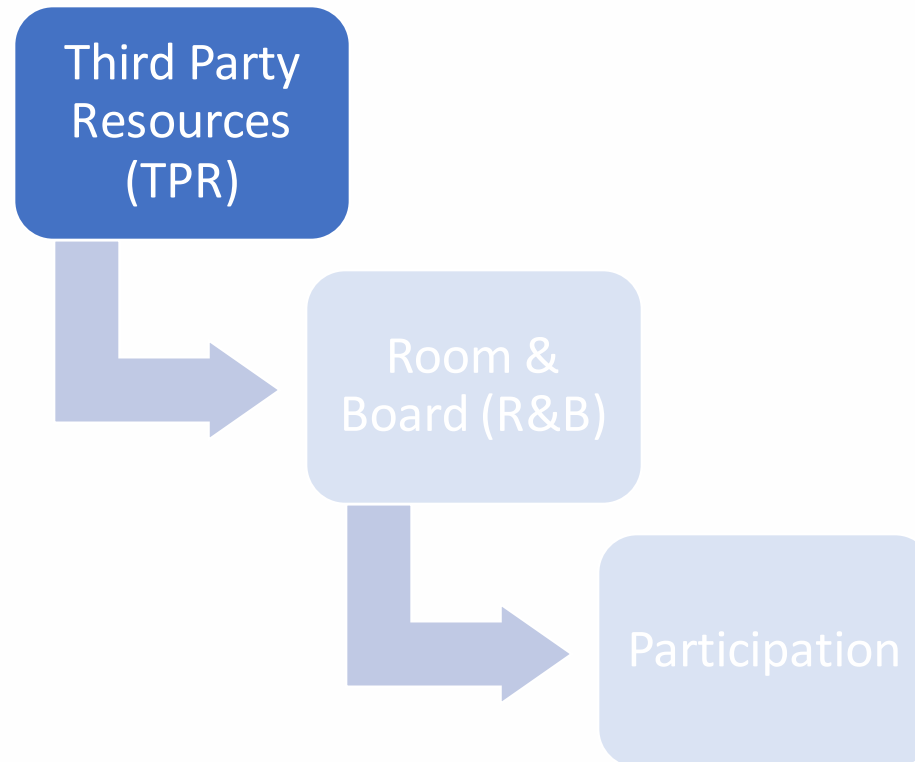 Third Party
Resources
(TPR)
Room &
Board (R&B)
Participation